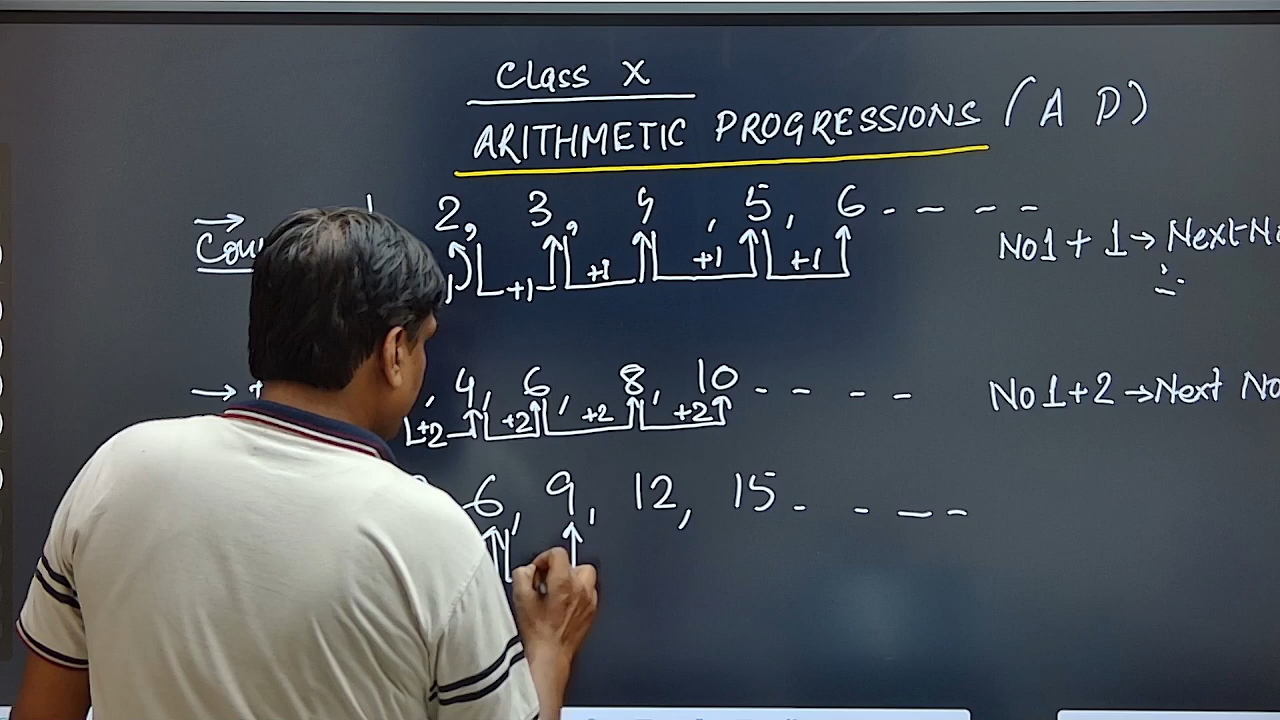 Class X
ARITHMETIC PROGRESSIONS (A P)
→ 2, 3, 4, 5, 6 - - - - No1 + 1 → Next
+1 +1 +1 +1
→ , 4, 6, 8, 10 - - - - No1+2 → Next No
+2 +2 +2 +2
6, 9, 12, 15 - - - -